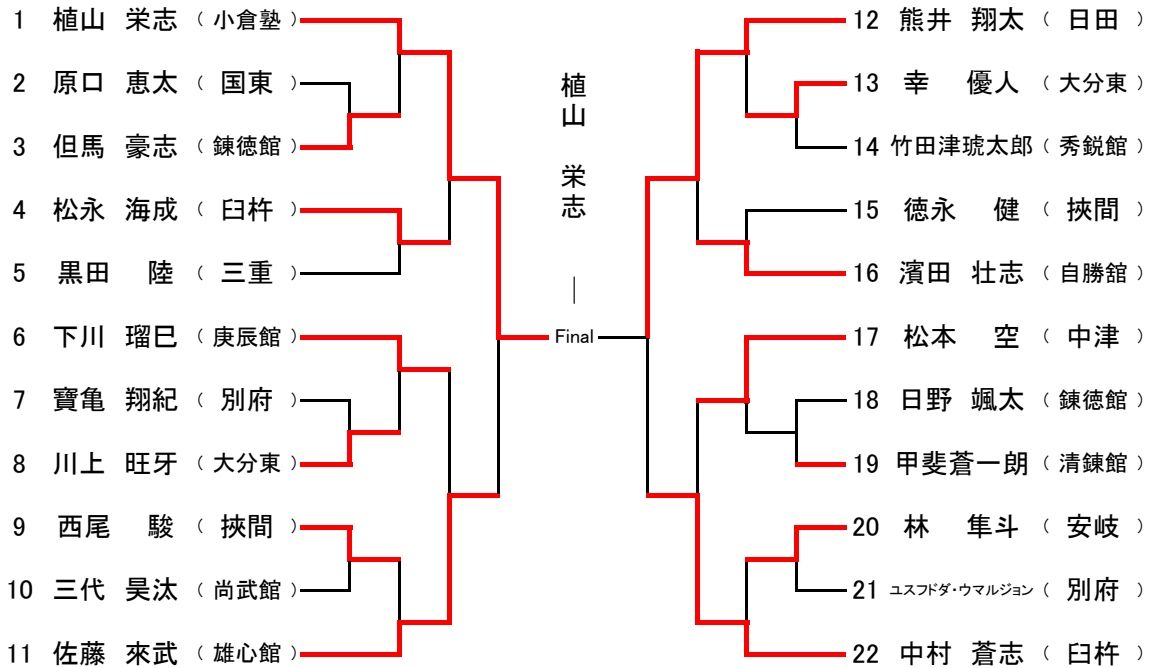 1 植山 栄志 （ 小倉塾 ）
2 原口 恵太 （ 国東 ）
3 但馬 豪志 （ 錬徳館 ）
4 松永 海成 （ 臼杵 ）
5 黒田 陸 （ 三重 ）
6 下川 瑠巳 （ 庚辰館 ）
7 寶亀 翔紀 （ 別府 ）
8 川上 旺牙 （ 大分東 ）
9 西尾 駿 （ 挾間 ）
10 三代 昊汰 （ 尚武館 ）
11 佐藤 來武 （ 雄心館 ）
植山 栄志 ―
Final
12 熊井 翔太 （ 日田 ）
13 幸 優人 （ 大分東 ）
14 竹田津琥太郎 （ 秀鋭館 ）
15 徳永 健 （ 挾間 ）
16 濱田 壮志 （ 自勝舘 ）
17 松本 空 （ 中津 ）
18 日野 颯太 （ 錬徳館 ）
19 甲斐蒼一朗 （ 清錬館 ）
20 林 隼斗 （ 安岐 ）
21 ユスフドダ・ウマルジョン （ 別府 ）
22 中村 蒼志 （ 臼杵 ）